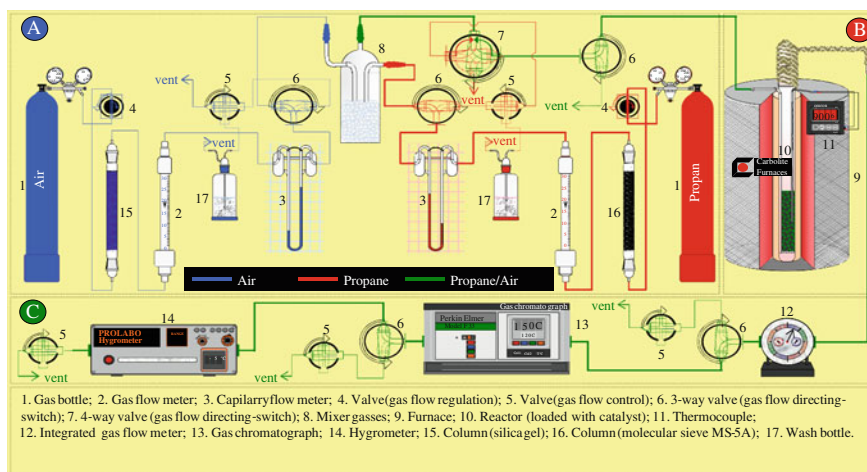 A
B
vent
5
6
8
7
6
5
6
vent
vent
4
4
vent
vent
1
Air
15
2
17
3
3
17
2
16
1
Propan
10
11
9
900
Carbolite
Furnaces
Air
Propane
Propane/Air
C
5
14
PROLABO
Hygrometer
vent
vent
5
vent
6
Gas chromatograph
Perkin Elmer
150C
120C
13
vent
5
6
12
1. Gas bottle; 2. Gas flow meter; 3. Capilarry flow meter; 4. Valve(gas flow regulation); 5. Valve(gas flow control); 6. 3-way valve (gas flow directing-
switch); 7. 4-way valve (gas flow directing-switch); 8. Mixer gasses; 9. Furnace; 10. Reactor (loaded with catalyst); 11. Thermocouple;
12. Integrated gas flow meter; 13. Gas chromatograph; 14. Hygrometer; 15. Column (silica gel); 16. Column (molecular sieve MS-5A); 17. Wash bottle.